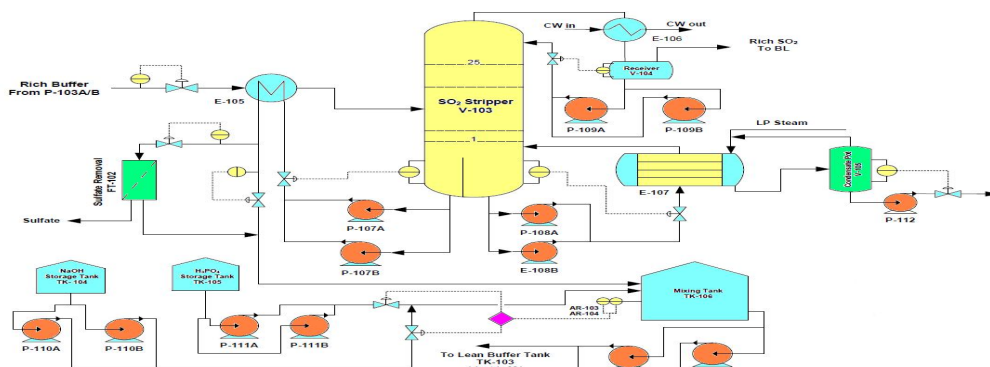 CW in
CW out
E-106
Rich SO₂
To BL
Receiver
V-104
Rich Buffer
From P-103A/B
E-105
25
SO₂ Stripper
V-103
1
P-109A
P-109B
LP Steam
Sulfate Removal
FT-102
E-107
Condensate Pot
V-105
P-112
Sulfate
P-107A
P-108A
P-107B
E-108B
NaOH
Storage Tank
TK-104
H₃PO₄
Storage Tank
TK-105
Mixing Tank
TK-106
AR-103
AR-104
P-110A
P-110B
P-111A
P-111B
To Lean Buffer Tank
TK-103